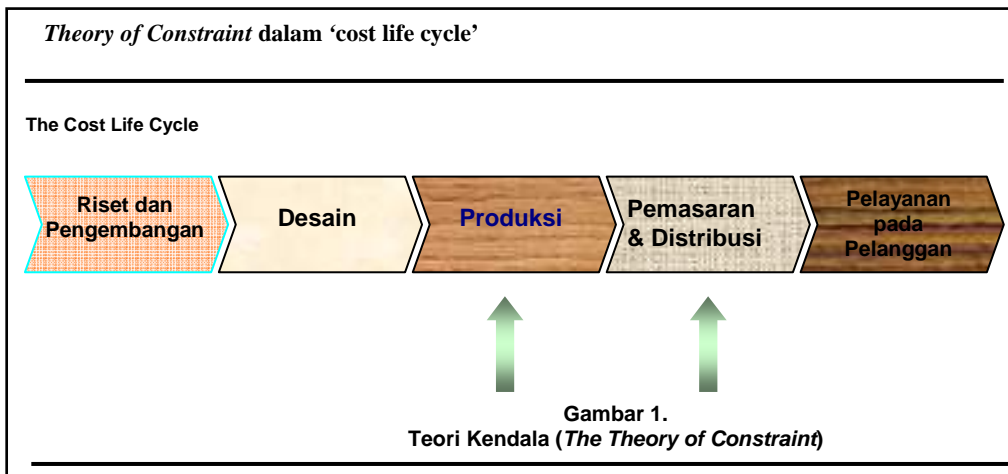 Theory of Constraint dalam ‘cost life cycle’
The Cost Life Cycle
Riset dan
Pengembangan
Desain
Produksi
Pemasaran
& Distribusi
Pelayanan
pada
Pelanggan
Gambar 1.
Teori Kendala (The Theory of Constraint)